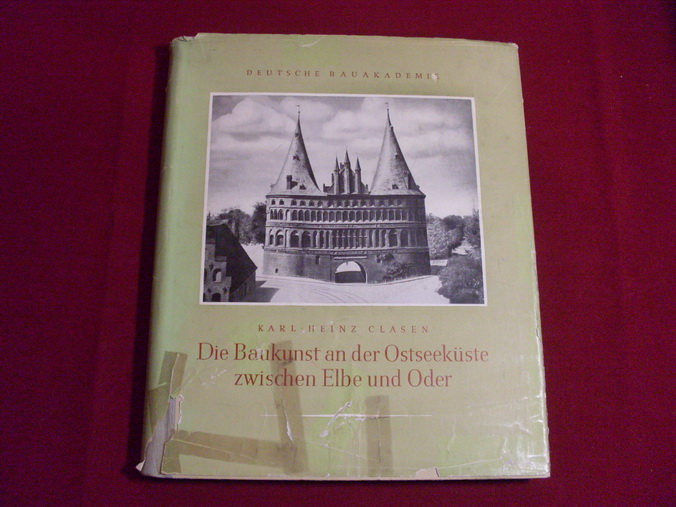 DEUTSCHE BAUAKADEMIE
KARL-HEINZ CLASEN
Die Baukunst an der Ostseeküste
zwischen Elbe und Oder